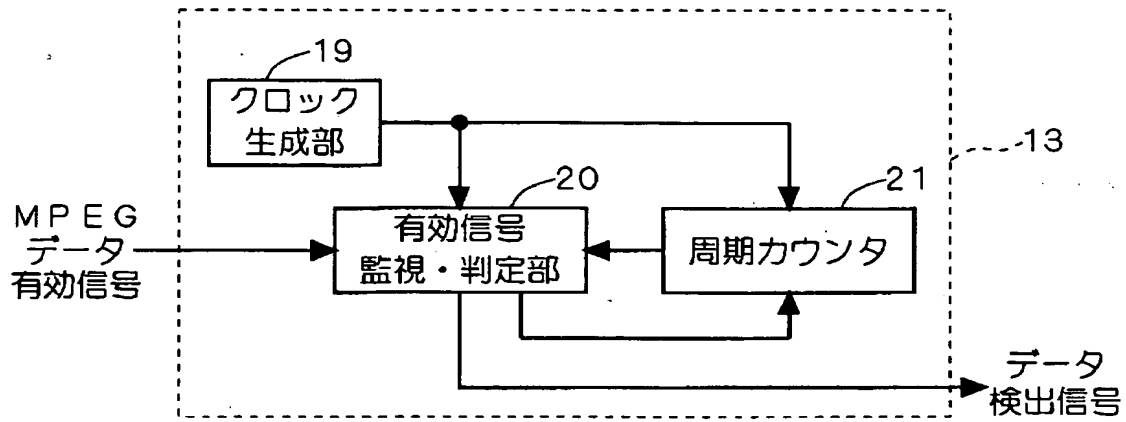 19
クロック
生成部
13
20
21
MPEG
データ
有効信号
有効信号
監視・判定部
周期カウンタ
データ
検出信号